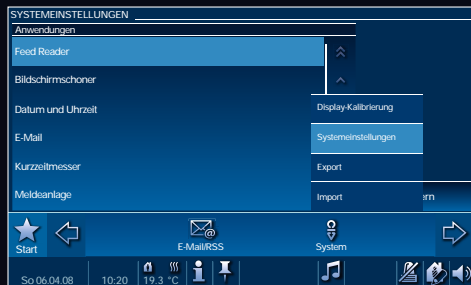 SYSTEMEINSTELLUNGEN
Anwendungen
Feed Reader
Bildschirmschoner
Datum und Uhrzeit
E-Mail
Kurzzeitmesser
Meldeanlage
Display-Kalibrierung
Systemeinstellungen
Export
Import
ern
Start
E-Mail/RSS
System
So 06.04.08
10:20
19.3 °C